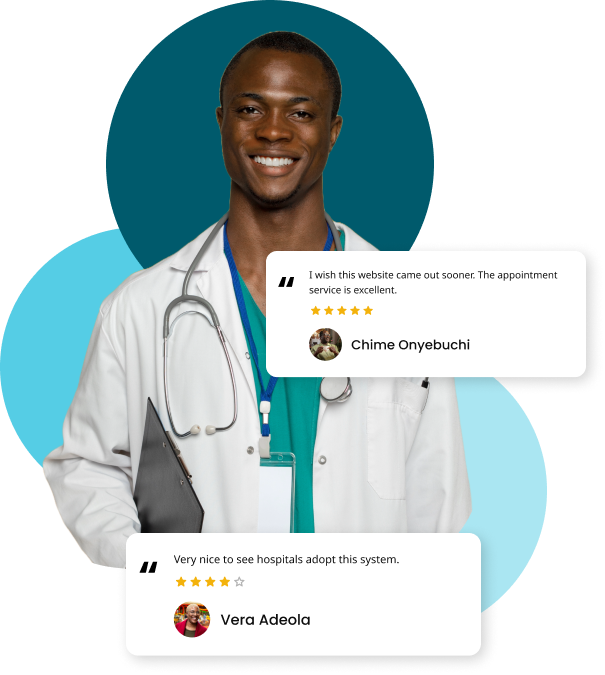 I wish this website came out sooner. The appointment
service is excellent.
Chime Onyebuchi
Very nice to see hospitals adopt this system.
Vera Adeola